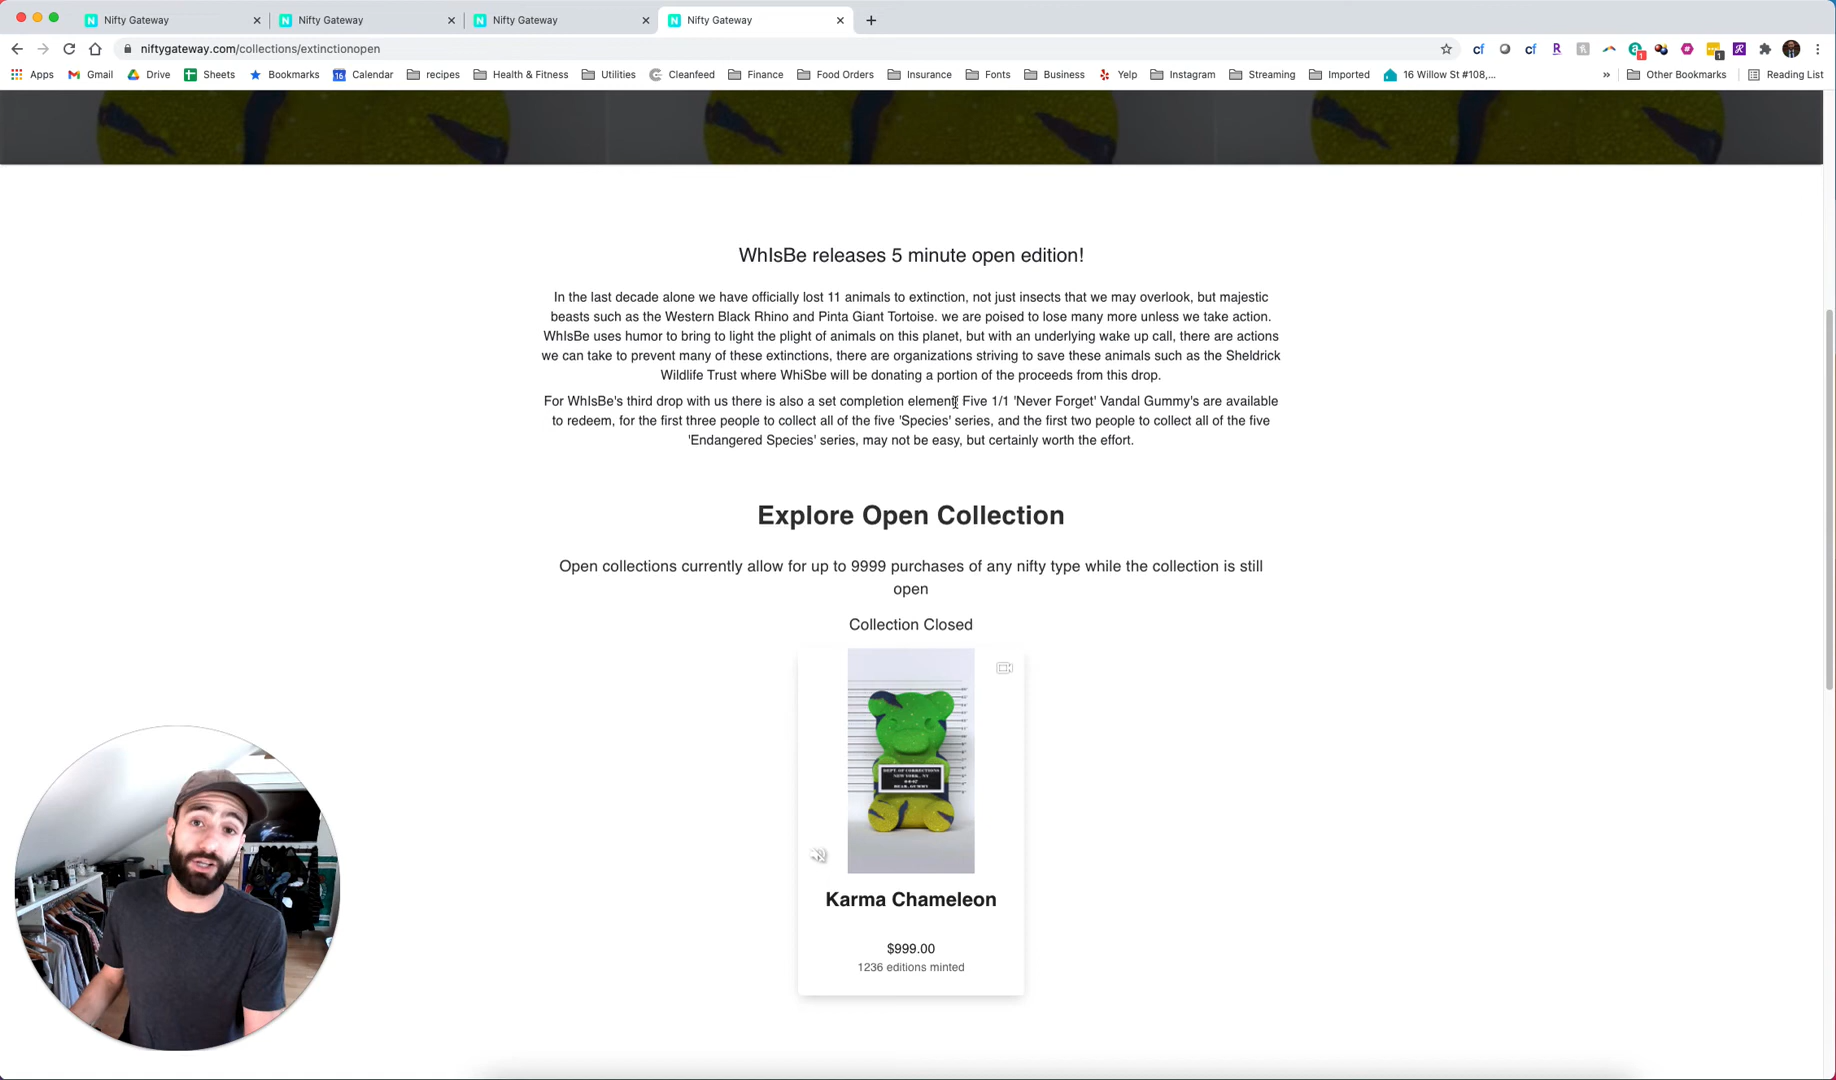 Nifty Gateway
Nifty Gateway
Nifty Gateway
Nifty Gateway
niftygateway.com/collections/extinctionopen
Apps Gmail Drive Sheets Bookmarks 16 Calendar recipes Health & Fitness Utilities Cleanfeed Finance Food Orders Insurance Fonts Business Yelp Instagram Streaming Imported 16 Willow St #108,... » Other Bookmarks Reading List
WhIsBe releases 5 minute open edition!
In the last decade alone we have officially lost 11 animals to extinction, not just insects that we may overlook, but majestic
beasts such as the Western Black Rhino and Pinta Giant Tortoise. we are poised to lose many more unless we take action.
WhIsBe uses humor to bring to light the plight of animals on this planet, but with an underlying wake up call, there are actions
we can take to prevent many of these extinctions, there are organizations striving to save these animals such as the Sheldrick
Wildlife Trust where WhiSbe will be donating a portion of the proceeds from this drop.
For WhIsBe's third drop with us there is also a set completion element Five 1/1 'Never Forget' Vandal Gummy's are available
to redeem, for the first three people to collect all of the five 'Species' series, and the first two people to collect all of the five
'Endangered Species' series, may not be easy, but certainly worth the effort.
Explore Open Collection
Open collections currently allow for up to 9999 purchases of any nifty type while the collection is still
open
Collection Closed
DEPT. OF CORRECTIONS
NEW YORK, NY
BEAR, GUMMY
Karma Chameleon
$999.00
1236 editions minted